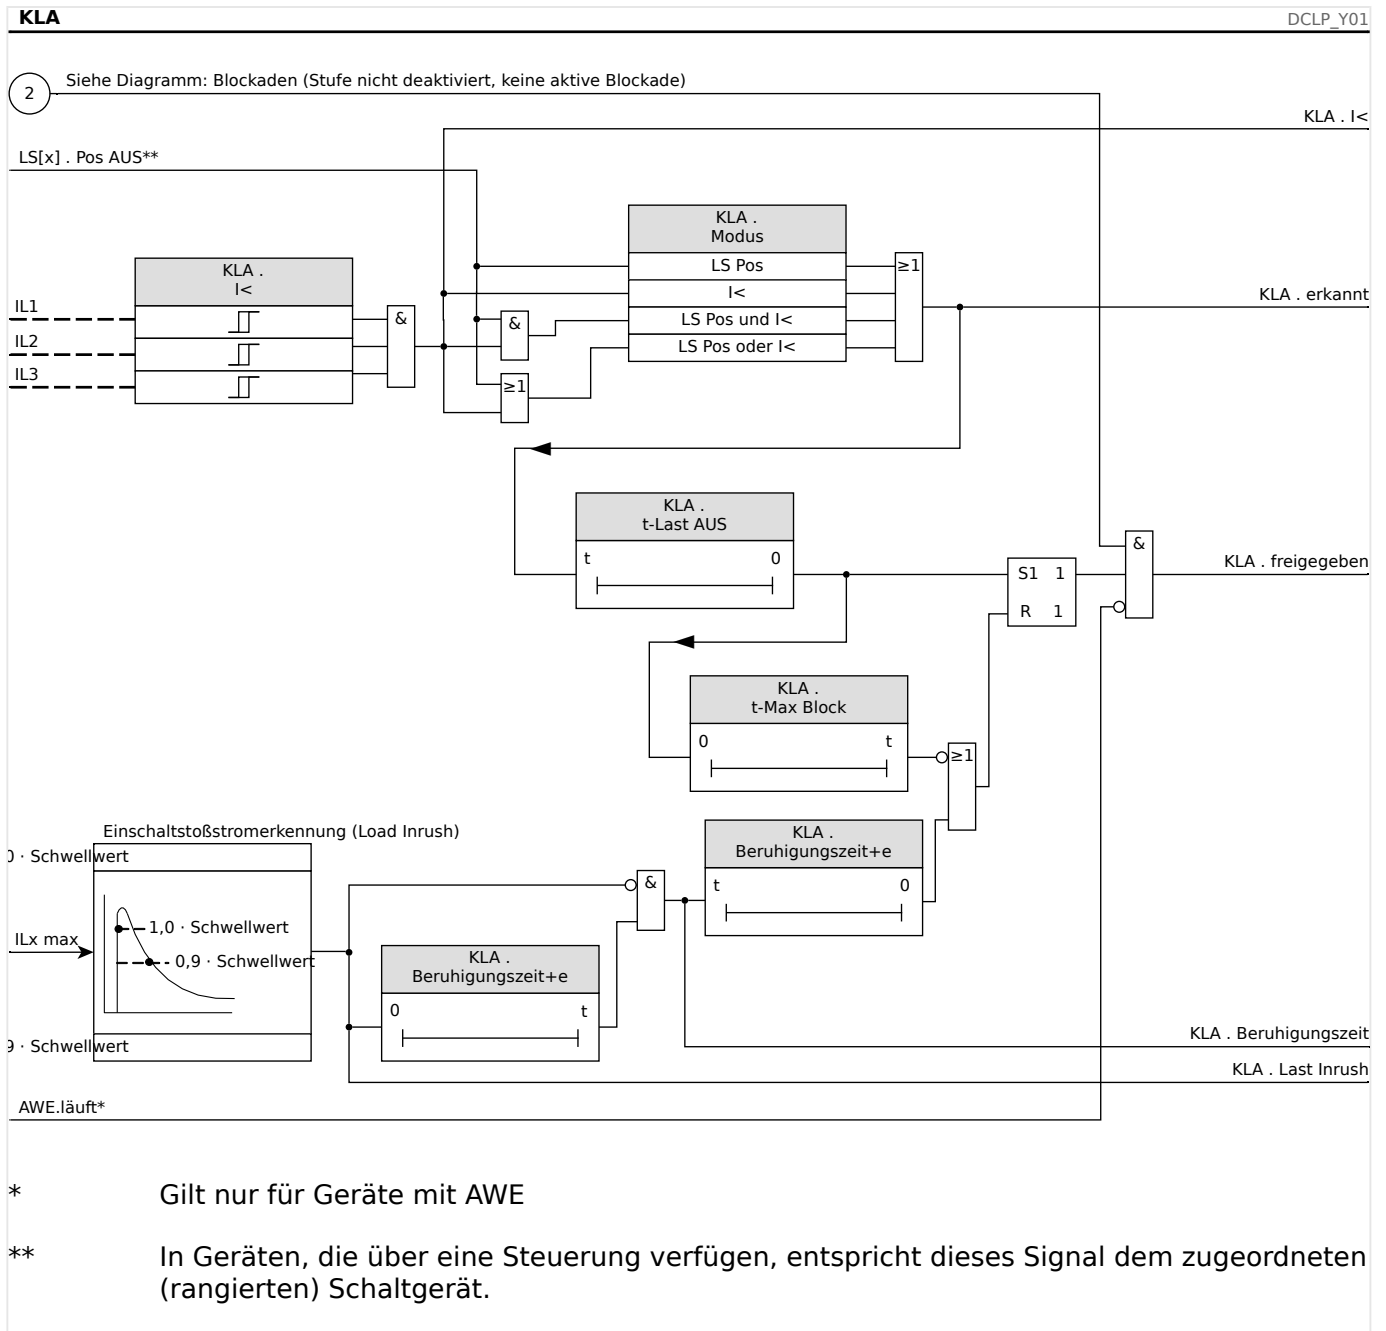 KLA
DCLP_Y01
2
Siehe Diagramm: Blockaden (Stufe nicht deaktiviert, keine aktive Blockade)
KLA . I<
LS[x] . Pos AUS**
KLA .
Modus
LS Pos
I<
LS Pos und I<
LS Pos oder I<
≥1
KLA . erkannt
KLA .
I<
IL1
IL2
IL3
&
&
≥1
KLA .
t-Last AUS
t 0
S1 1
R 1
&
KLA . freigegeben
KLA .
t-Max Block
0 t
≥1
Einschaltstoßstromerkennung (Load Inrush)
0 · Schwellwert
1,0 · Schwellwert
ILx max
0,9 · Schwellwert
9 · Schwellwert
&
KLA .
Beruhigungszeit+e
t 0
KLA .
Beruhigungszeit+e
0 t
KLA . Beruhigungszeit
KLA . Last Inrush
AWE.läuft*
* Gilt nur für Geräte mit AWE
** In Geräten, die über eine Steuerung verfügen, entspricht dieses Signal dem zugeordneten
(rangierten) Schaltgerät.